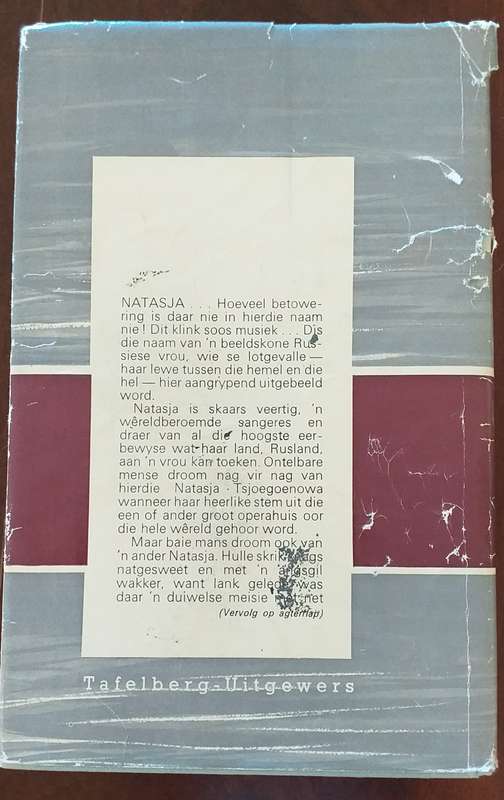 NATASJA . . . Hoeveel betowe-
ring is daar nie in hierdie naam
nie! Dit klink soos musiek . . . Dis
die naam van 'n beeldskone Rus-
siese vrou, wie se lotgevalle —
haar lewe tussen die hemel en die
hel — hier aangrypend uitgebeeld
word.
Natasja is skaars veertig, 'n
wêreldberoemde sangeres en
draer van al die hoogste eer-
bewyse wat haar land, Rusland,
aan 'n vrou kan toeken. Ontelbare
mense droom nag vir nag van
hierdie Natasja Tsjoegoenowa
wanneer haar heerlike stem uit die
een of ander groot operahuis oor
die hele wêreld gehoor word.
Maar baie mans droom ook van
'n ander Natasja. Hulle skrik snags
natgesweet en met 'n angsgil
wakker, want lank gelede was
daar 'n duiwelse meisie met net
(Vervolg op agterflap)
Tafelberg-Uitgewers